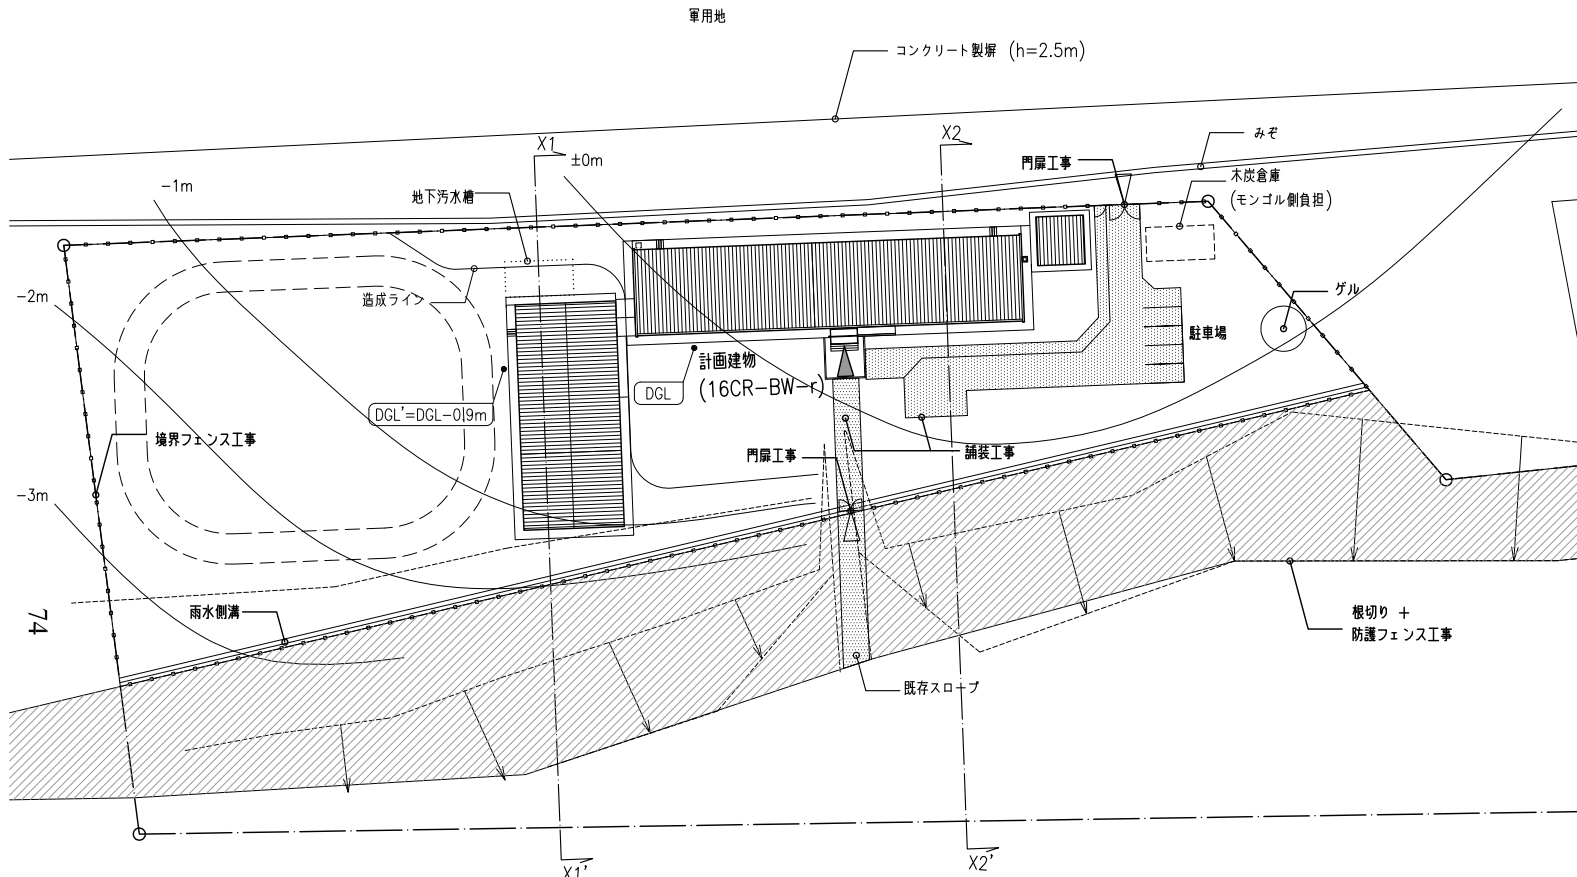 軍用地
コンクリート製塀 (h=2.5m)
X1
±0m
X2
みぞ
門扉工事
木炭倉庫
(モンゴル側負担)
-1m
地下汚水槽
-2m
造成ライン
ゲル
駐車場
計画建物
(16CR-BW-r)
DGL
DGL'=DGL-0.9m
境界フェンス工事
門扉工事
舗装工事
-3m
雨水側溝
74
根切り +
防護フェンス工事
既存スロープ
X1'
X2'